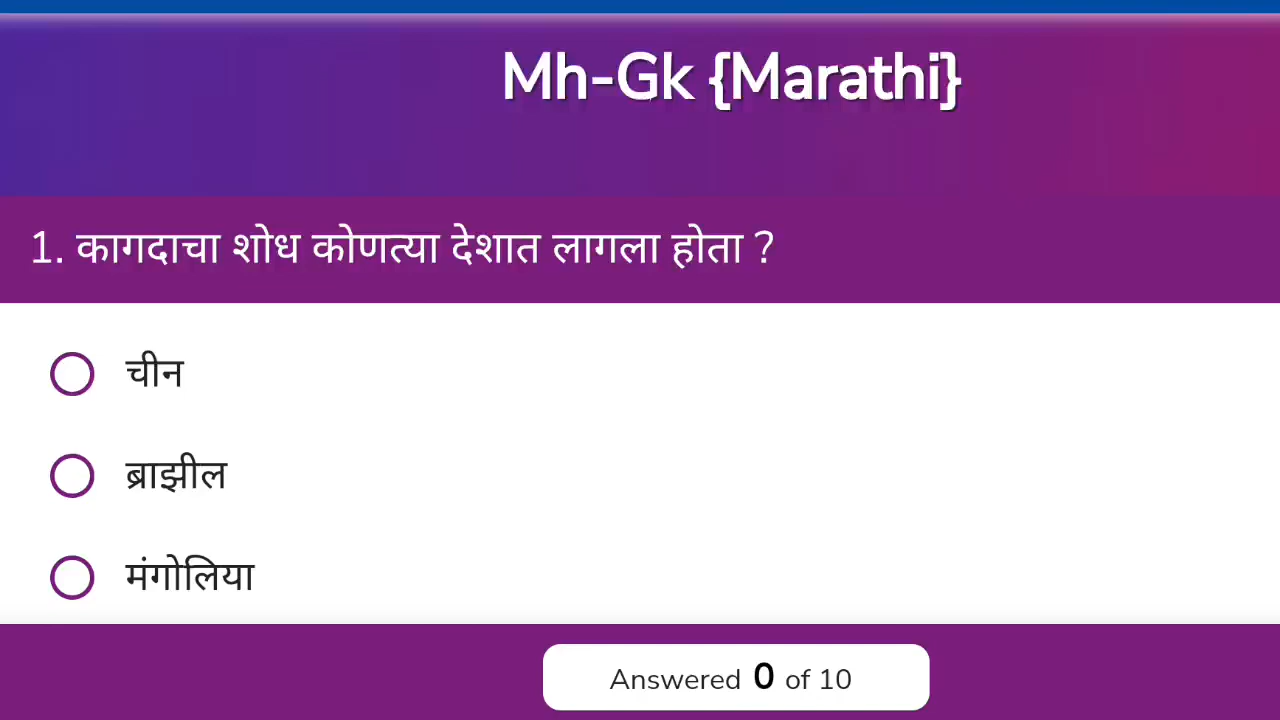 Mh-Gk {Marathi}
1. कागदाचा शोध कोणत्या देशात लागला होता ?
चीन
ब्राझील
मंगोलिया
Answered 0 of 10